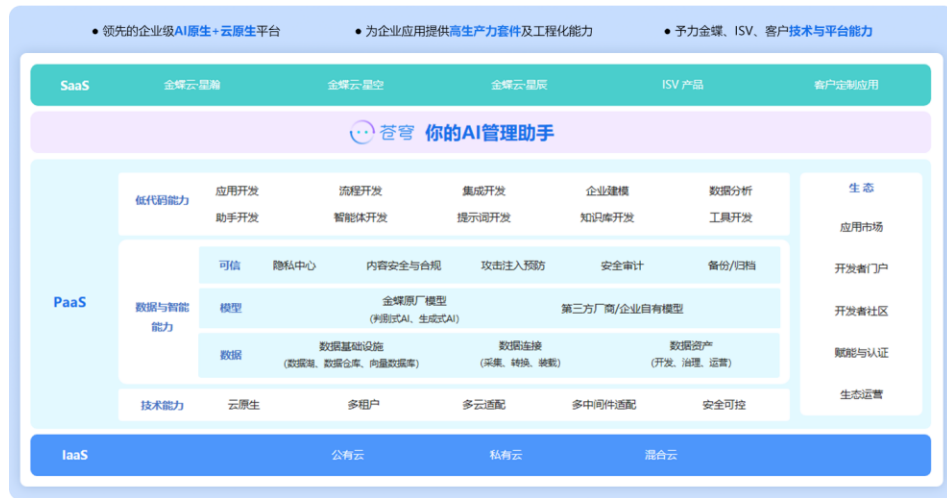 ● 领先的企业级AI原生+云原生平台 ● 为企业应用提供高生产力套件及工程化能力 ● 予力金蝶、ISV、客户技术与平台能力
SaaS 金蝶云·星瀚 金蝶云·星空 金蝶云·星辰 ISV 产品 客户定制应用
苍穹 你的AI管理助手
PaaS
低代码能力
应用开发 流程开发 集成开发 企业建模 数据分析
助手开发 智能体开发 提示词开发 知识库开发 工具开发
数据与智能
能力
可信 隐私中心 内容安全与合规 攻击注入预防 安全审计 备份/归档
模型
金蝶原厂模型 第三方厂商/企业自有模型
(判别式AI、生成式AI)
数据
数据基础设施 数据连接 数据资产
(数据湖、数据仓库、向量数据库) (采集、转换、装载) (开发、治理、运营)
技术能力 云原生 多租户 多云适配 多中间件适配 安全可控
生态
应用市场
开发者门户
开发者社区
赋能与认证
生态运营
IaaS 公有云 私有云 混合云